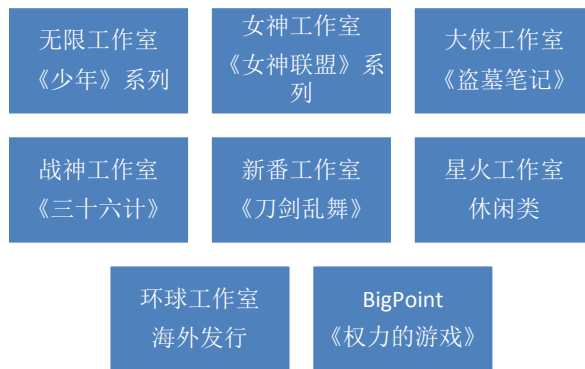 无限工作室
《少年》系列
女神工作室
《女神联盟》系
列
大侠工作室
《盗墓笔记》
战神工作室
《三十六计》
新番工作室
《刀剑乱舞》
星火工作室
休闲类
环球工作室
海外发行
BigPoint
《权力的游戏》